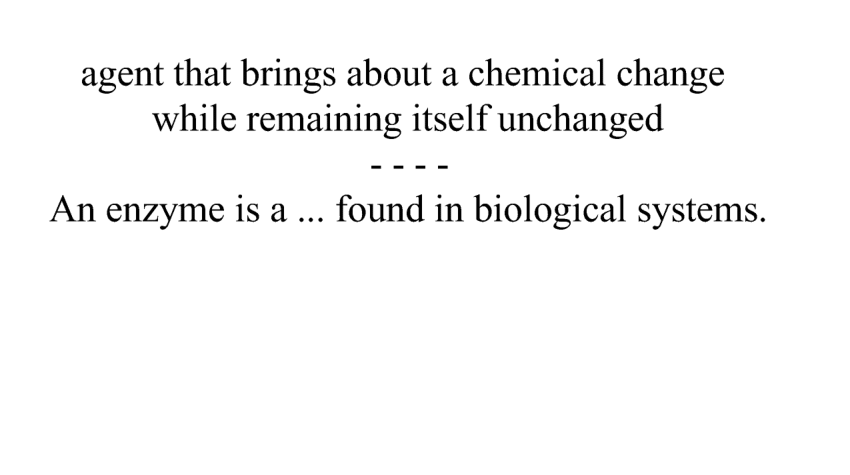 agent that brings about a chemical change
while remaining itself unchanged
- - - -
An enzyme is a ... found in biological systems.